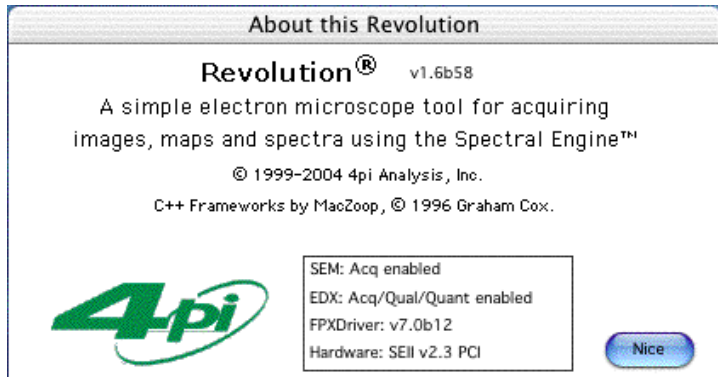 About this Revolution
Revolution® v1.6b58
A simple electron microscope tool for acquiring
images, maps and spectra using the Spectral Engine™
© 1999-2004 4pi Analysis, Inc.
C++ Frameworks by MacZoop, © 1996 Graham Cox.
4pi
SEM: Acq enabled
EDX: Acq/Qual/Quant enabled
FPXDriver: v7.0b12
Hardware: SEII v2.3 PCI
Nice